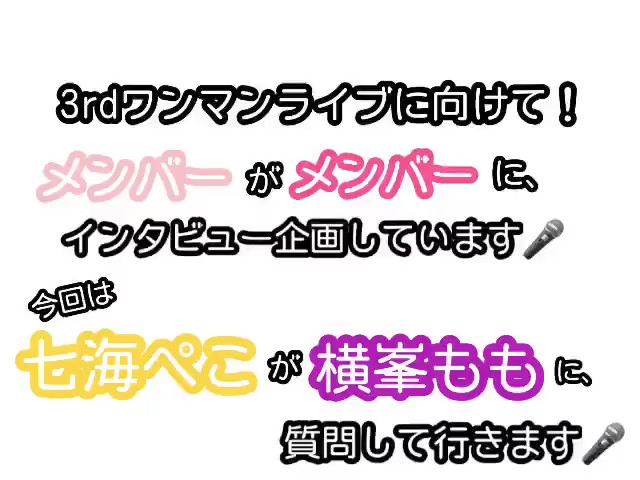 3rdワンマンライブに向けて！
メンバーがメンバーに、
インタビュー企画しています🎤
今回は
七海ぺこが横峯ももに、
質問して行きます🎤